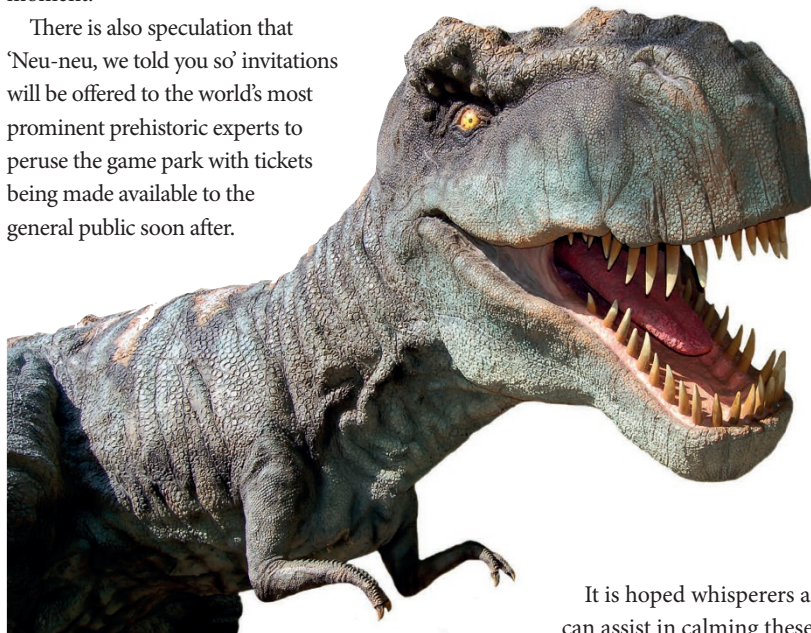 moment.
There is also speculation that
‘Neu-neu, we told you so’ invitations
will be offered to the world’s most
prominent prehistoric experts to
peruse the game park with tickets
being made available to the
general public soon after.
It is hoped whisperers
can assist in calming these